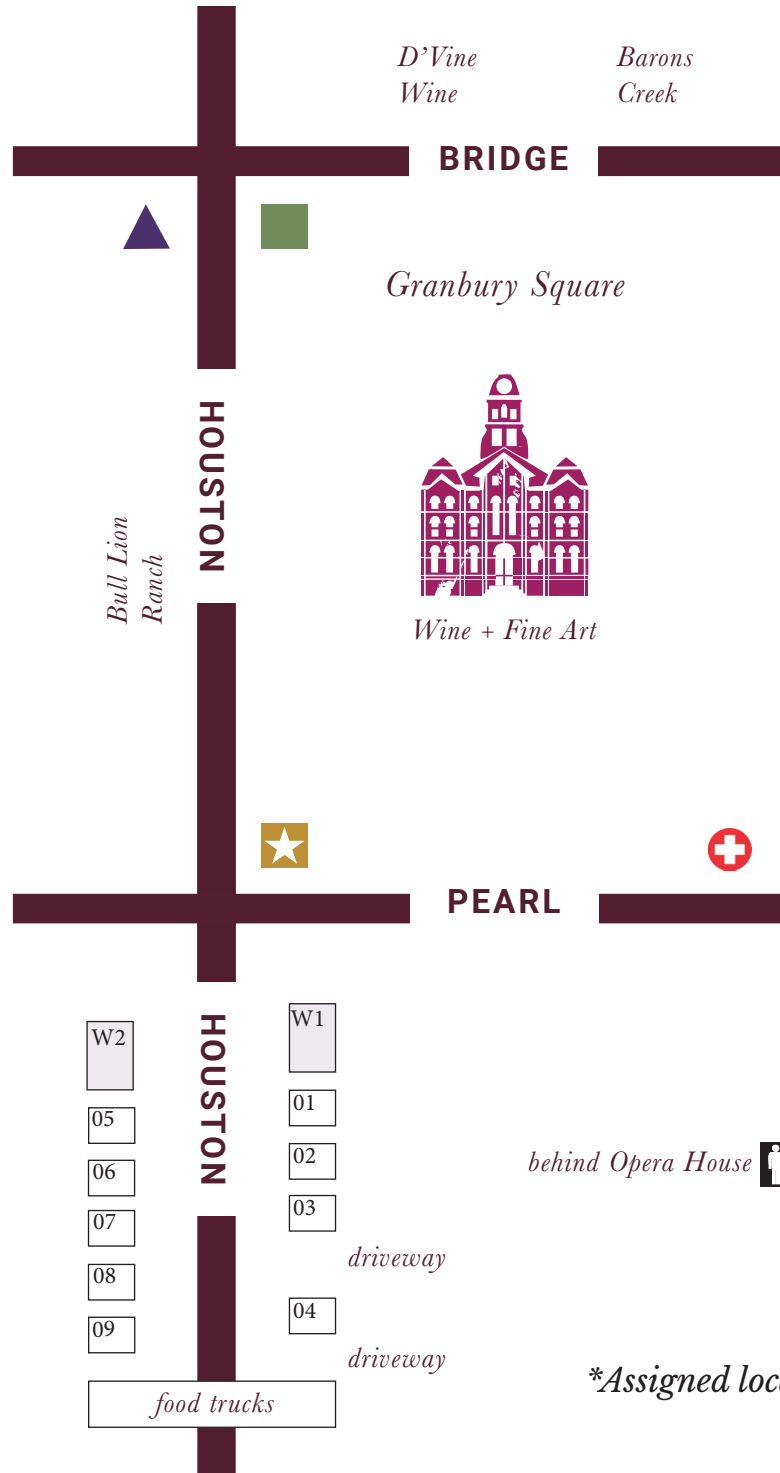 D'Vine
Wine
Barons
Creek
BRIDGE
Granbury Square
HOUSTON
Bull Lion
Ranch
Wine + Fine Art
PEARL
HOUSTON
W2
W1
05
01
06
02
07
03
08
driveway
09
04
driveway
behind Opera House
food trucks
*Assigned